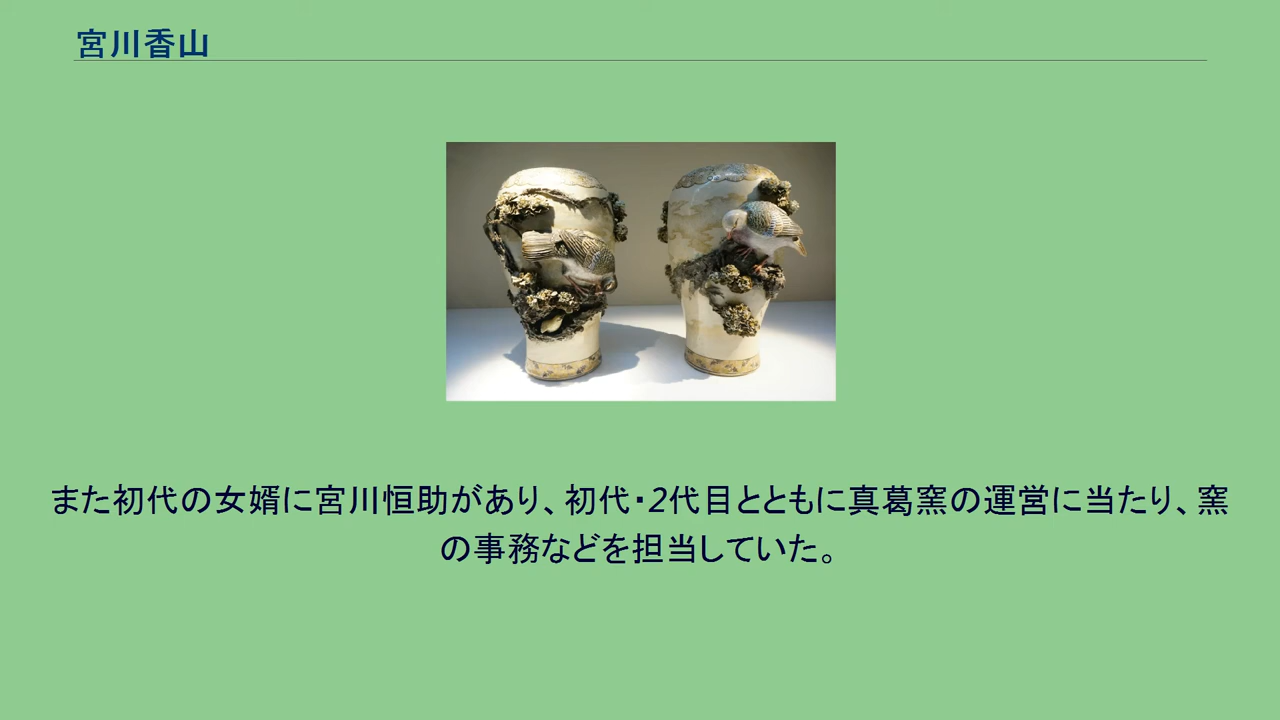 宮川香山
また初代の女婿に宮川恒助があり、初代・2代目とともに真葛窯の運営に当たり、窯
の事務などを担当していた。